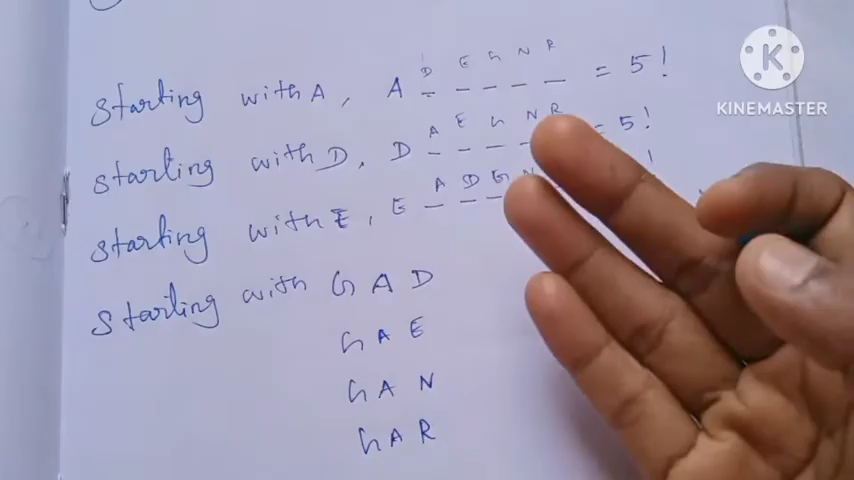 D E G N R
starting with A, A _ _ _ _ _ = 5!
A E G N R
starting with D, D _ _ _ = 5!
A D G N !
starting with E, E _ _ _
starting with G A D
G A E
G A N
G A R
K
KINEMASTER